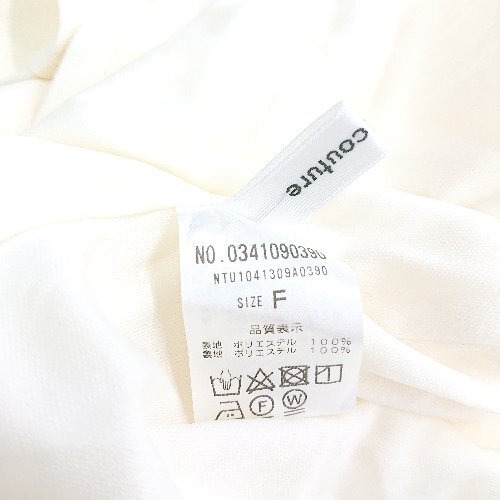 couture
NO.0341090390
NTU1041309A0390
SIZE F
品質表示
表地 ポリエステル 100%
裏地 ポリエステル 100%
F
W